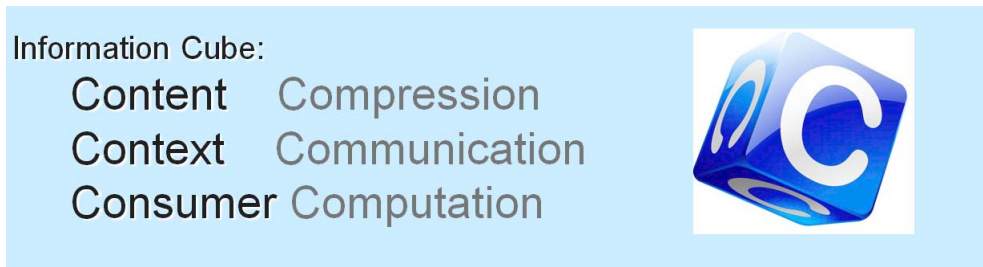 Information Cube:
Content Compression
Context Communication
Consumer Computation
C
C
C